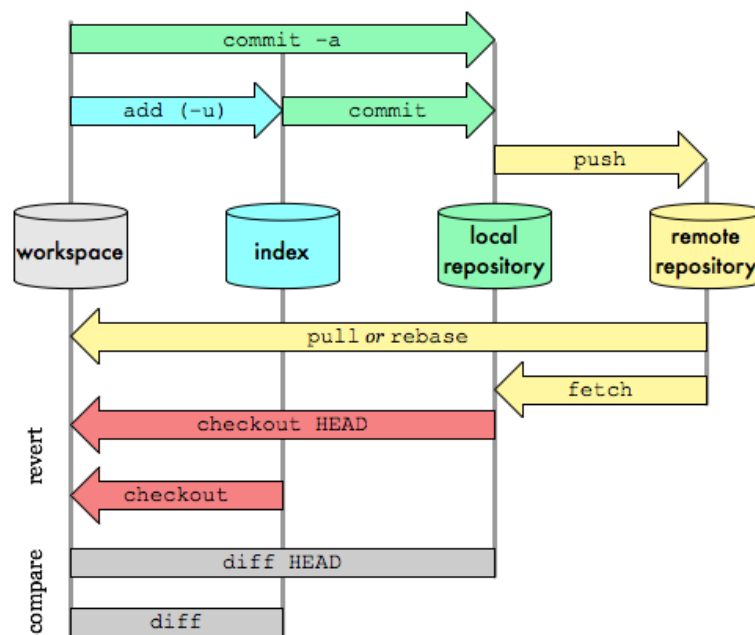 commit -a
add (-u)
commit
push
workspace
index
local
repository
remote
repository
pull or rebase
fetch
revert
checkout HEAD
checkout
compare
diff HEAD
diff